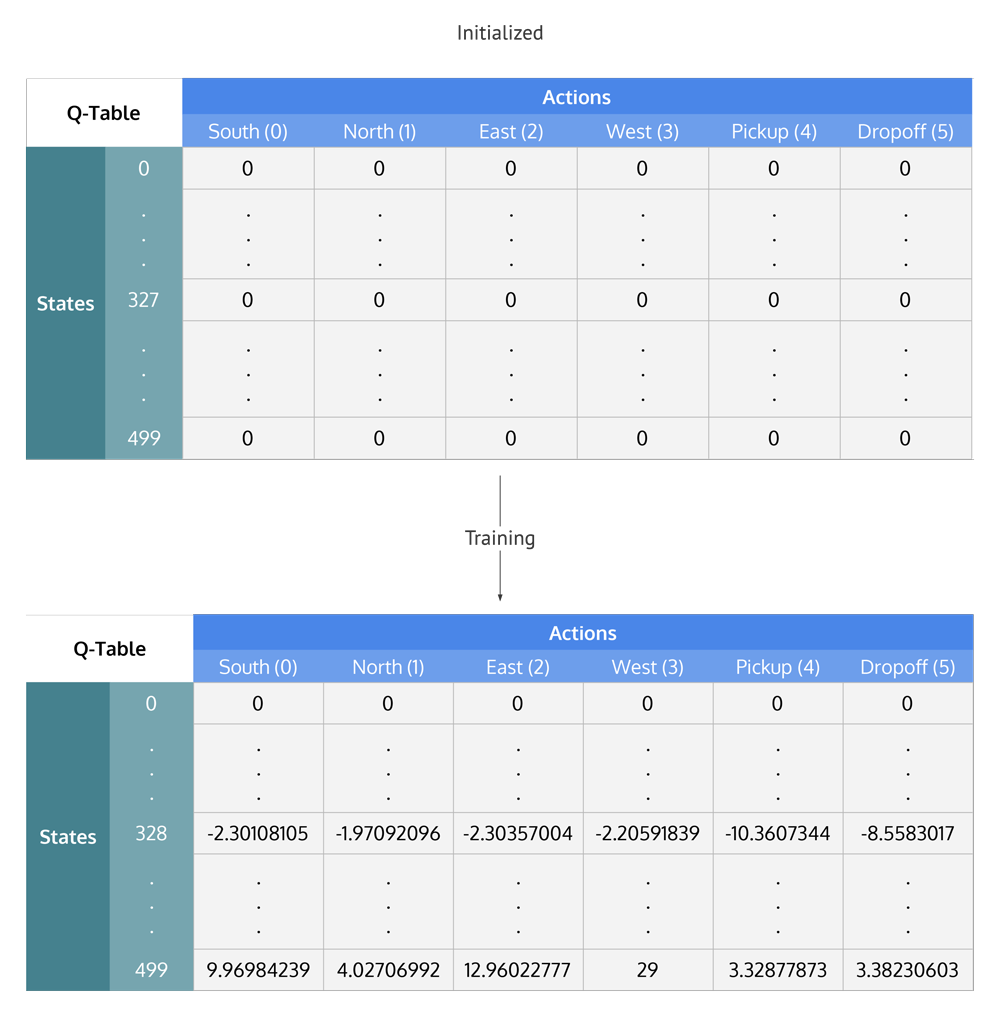 Initialized
Q-Table
Actions
South (0) North (1) East (2) West (3) Pickup (4) Dropoff (5)
States
0 0 0 0 0 0 0
. . . . . . .
. . . . . . .
. . . . . . .
327 0 0 0 0 0 0
. . . . . . .
. . . . . . .
. . . . . . .
499 0 0 0 0 0 0
Training
Q-Table
Actions
South (0) North (1) East (2) West (3) Pickup (4) Dropoff (5)
States
0 0 0 0 0 0 0
. . . . . . .
. . . . . . .
. . . . . . .
328 -2.30108105 -1.97092096 -2.30357004 -2.20591839 -10.3607344 -8.5583017
. . . . . . .
. . . . . . .
. . . . . . .
499 9.96984239 4.02706992 12.96022777 29 3.32877873 3.38230603